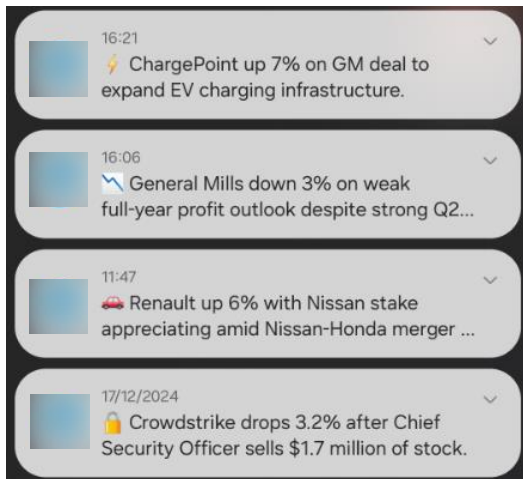 16:21
⚡ ChargePoint up 7% on GM deal to
expand EV charging infrastructure.
16:06
📉 General Mills down 3% on weak
full-year profit outlook despite strong Q2...
11:47
🚗 Renault up 6% with Nissan stake
appreciating amid Nissan-Honda merger ...
17/12/2024
🔒 Crowdstrike drops 3.2% after Chief
Security Officer sells $1.7 million of stock.